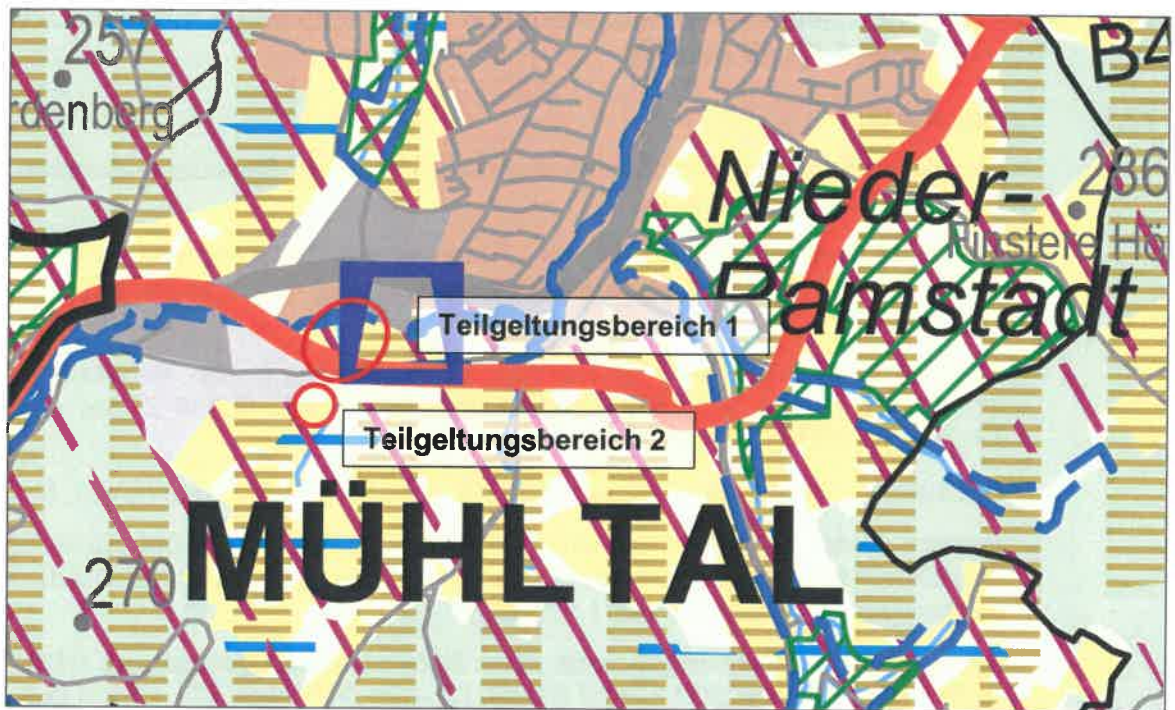 257
rdenberg
B4
Nieder-
286
Finstere Hö
Ramstadt
Teilgeltungsbereich 1
Teilgeltungsbereich 2
MÜHLTAL
270